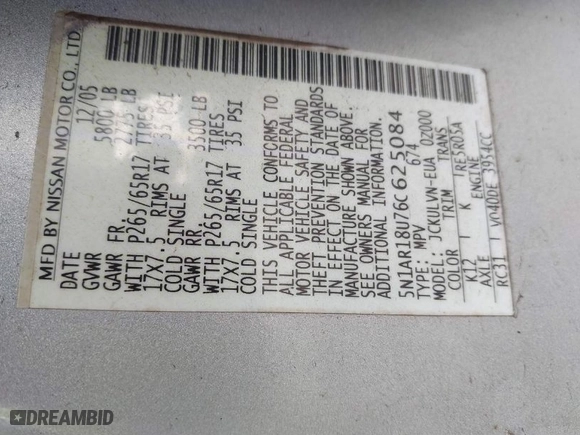 MFD BY NISSAN MOTOR CO., LTD
DATE 12/05
GVWR 5800 LB
GAWR FR. 2775 LB
WITH P265/65R17 TIRES
17X7.5 RIMS AT 35 PSI
COLD SINGLE
GAWR RR. 3300 LB
WITH P265/65R17 TIRES
17X7.5 RIMS AT 35 PSI
COLD SINGLE
THIS VEHICLE CONFORMS TO
ALL APPLICABLE FEDERAL
MOTOR VEHICLE SAFETY AND
THEFT PREVENTION STANDARDS
IN EFFECT ON THE DATE OF
MANUFACTURE SHOWN ABOVE.
SEE OWNERS MANUAL FOR
ADDITIONAL INFORMATION.
5N1AR18U76C625084
TYPE: MPV 674
MODEL: JCKULVN-EUA 02000
COLOR TRIM TRANS
K12 K RE5R05A
AXLE ENGINE
RC31 VQ40DE 3954CC
DREAMBID